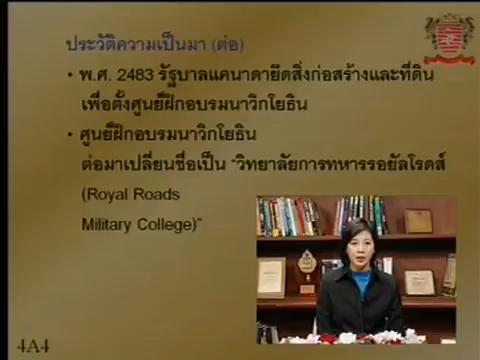 ประวัติความเป็นมา (ต่อ)
• พ.ศ. 2483 รัฐบาลแคนาดายึดสิ่งก่อสร้างและที่ดิน
เพื่อตั้งศูนย์ฝึกอบรมนาวิกโยธิน
• ศูนย์ฝึกอบรมนาวิกโยธิน
ต่อมาเปลี่ยนชื่อเป็น "วิทยาลัยการทหารรอยัลโรดส์
(Royal Roads
Military College)"
4A4